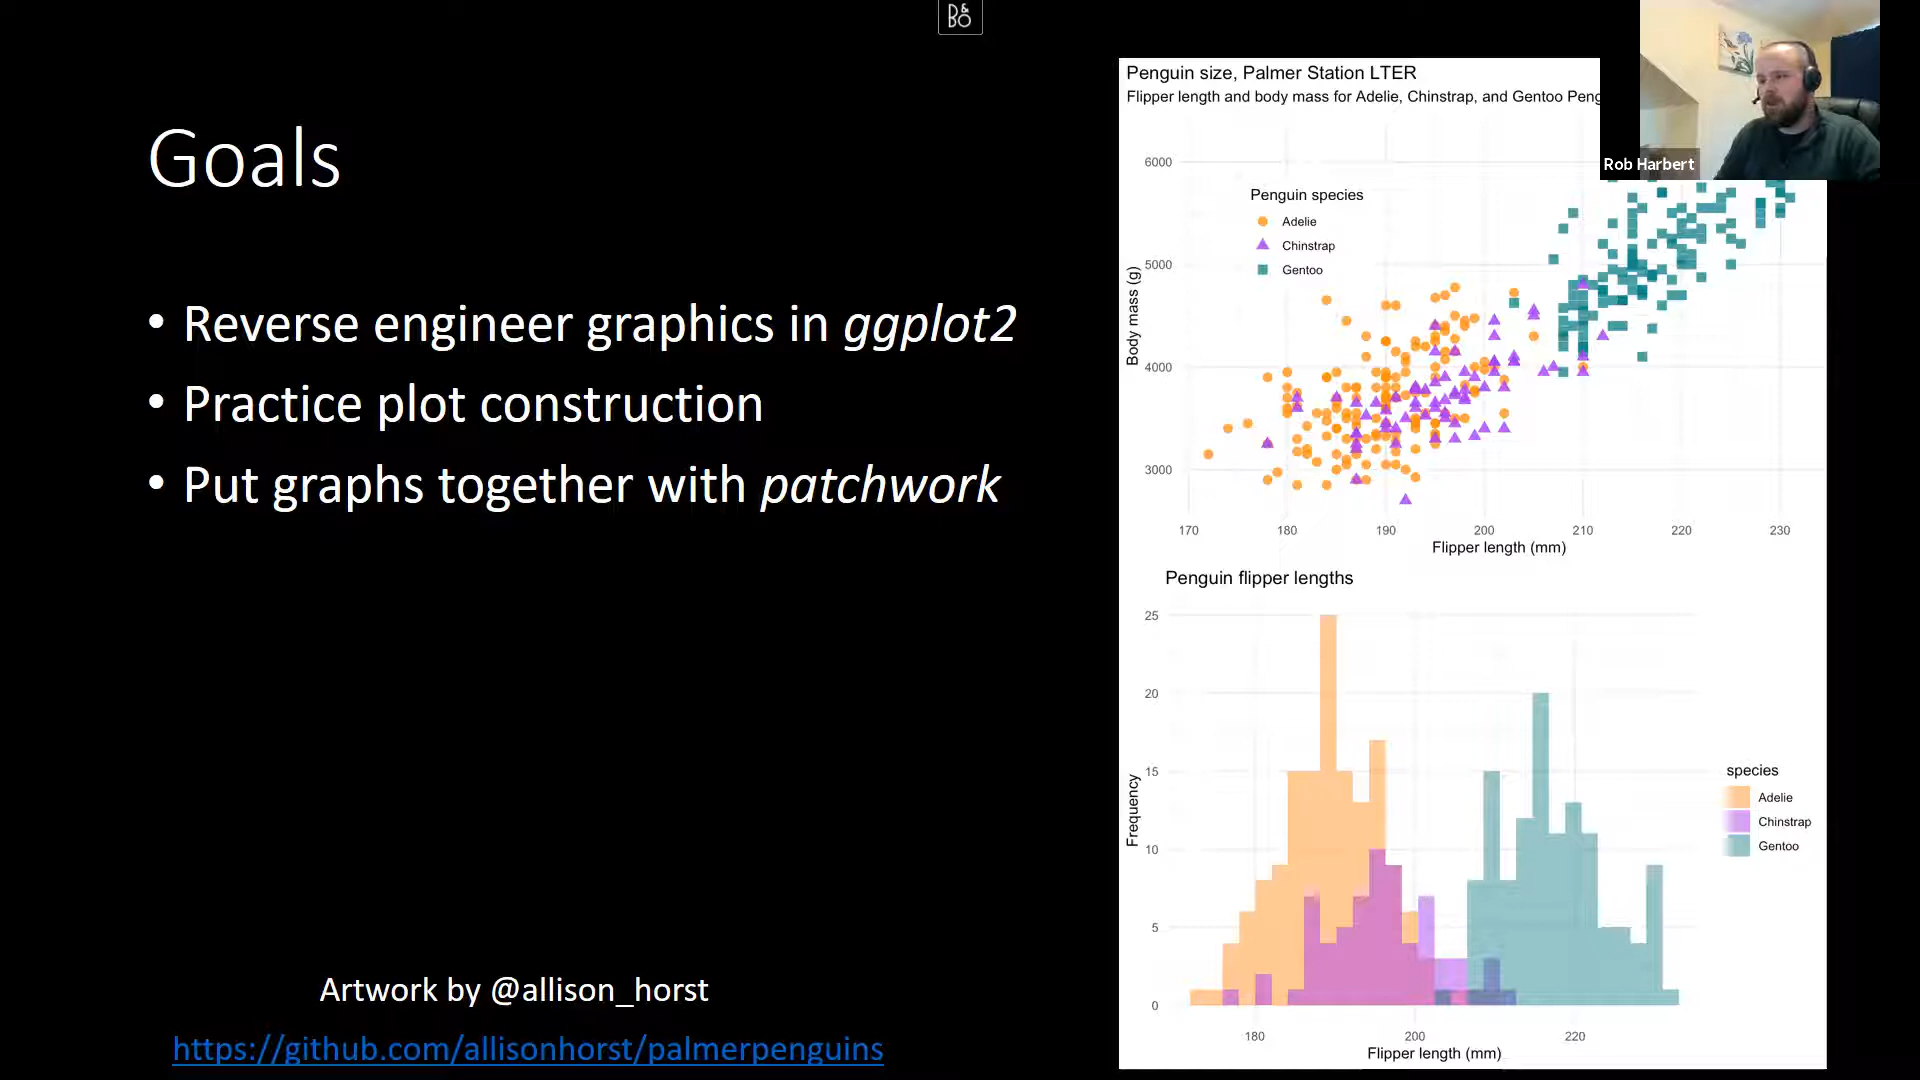 B&O
Goals
• Reverse engineer graphics in ggplot2
• Practice plot construction
• Put graphs together with patchwork
Artwork by @allison_horst
https://github.com/allisonhorst/palmerpenguins
Penguin size, Palmer Station LTER
Flipper length and body mass for Adelie, Chinstrap, and Gentoo Peng
Rob Harbert
6000
5000
4000
3000
Body mass (g)
Penguin species
Adelie
Chinstrap
Gentoo
170 180 190 200 210 220 230
Flipper length (mm)
Penguin flipper lengths
25
20
15
10
5
0
Frequency
species
Adelie
Chinstrap
Gentoo
180 200 220
Flipper length (mm)